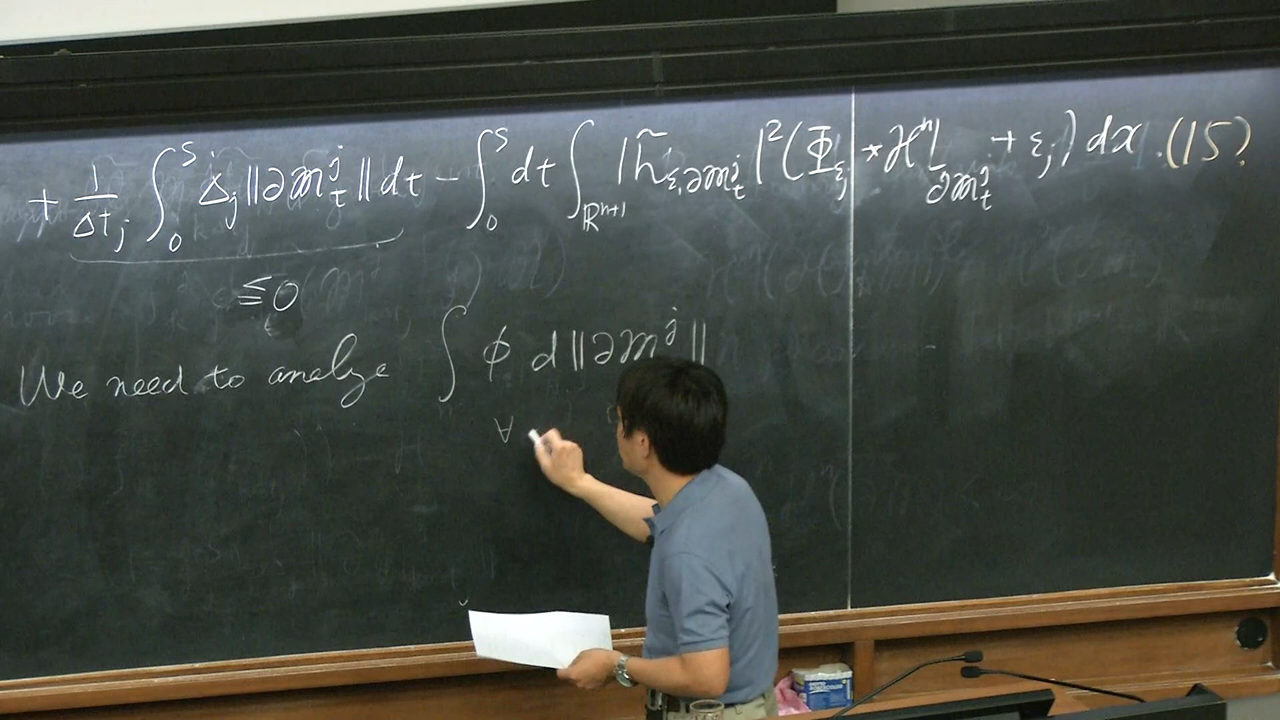 + 1/Δt_j ∫_0^s Δ_j ||∂m_t^j|| dt − ∫_0^s dt ∫_{ℝ^{n+1}} |h̃_{ε_j ∂m_t^j}|² (Φ_{ε_j} * ℋ^n|_{∂m_t^j} + ε_j) dx. (15)
≦ 0
We need to analyze ∫ φ d||∂m^j||
∀